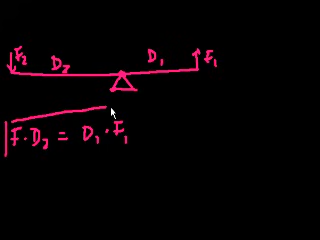 F₂ D₂ D₁ F₁
F · D₂ = D₁ · F₁